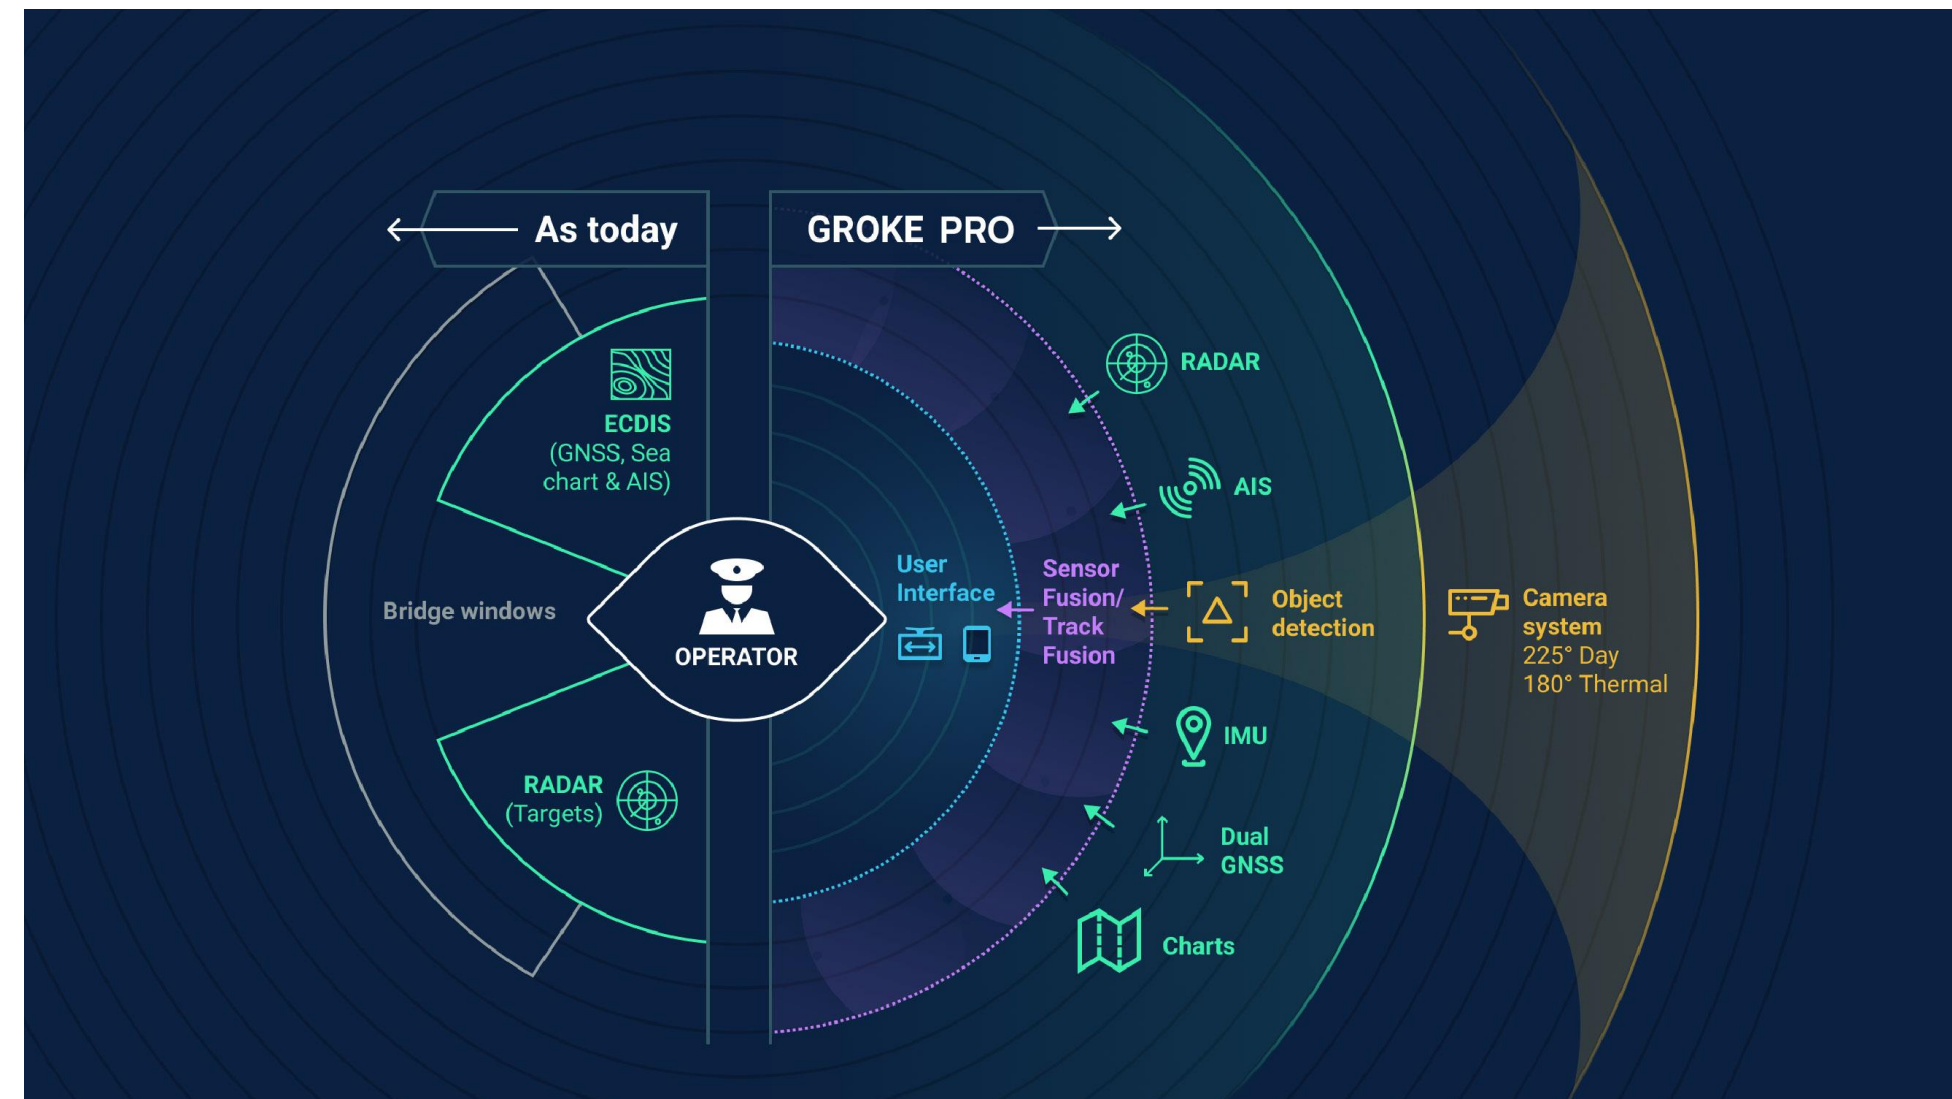 As today
GROKE PRO
ECDIS
(GNSS, Sea
chart & AIS)
Bridge windows
RADAR
(Targets)
OPERATOR
User
Interface
Sensor
Fusion/
Track
Fusion
RADAR
AIS
Object
detection
IMU
Dual
GNSS
Charts
Camera
system
225° Day
180° Thermal